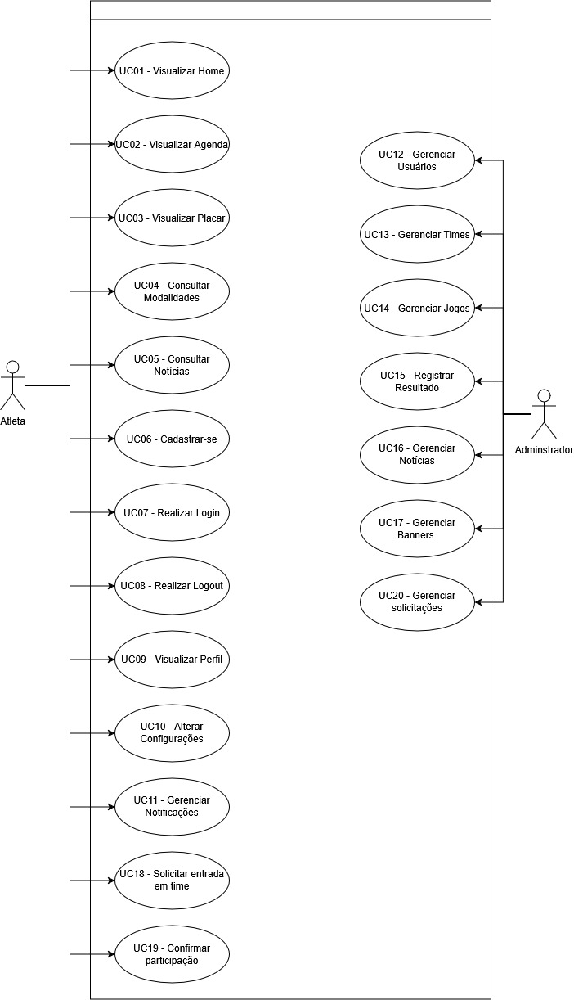 UC01 - Visualizar Home
UC02 - Visualizar Agenda
UC03 - Visualizar Placar
UC04 - Consultar
Modalidades
UC05 - Consultar
Notícias
Atleta
UC06 - Cadastrar-se
UC07 - Realizar Login
UC08 - Realizar Logout
UC09 - Visualizar Perfil
UC10 - Alterar
Configurações
UC11 - Gerenciar
Notificações
UC18 - Solicitar entrada
em time
UC19 - Confirmar
participação
UC12 - Gerenciar
Usuários
UC13 - Gerenciar Times
UC14 - Gerenciar Jogos
UC15 - Registrar
Resultado
UC16 - Gerenciar
Notícias
Adminstrador
UC17 - Gerenciar
Banners
UC20 - Gerenciar
solicitações